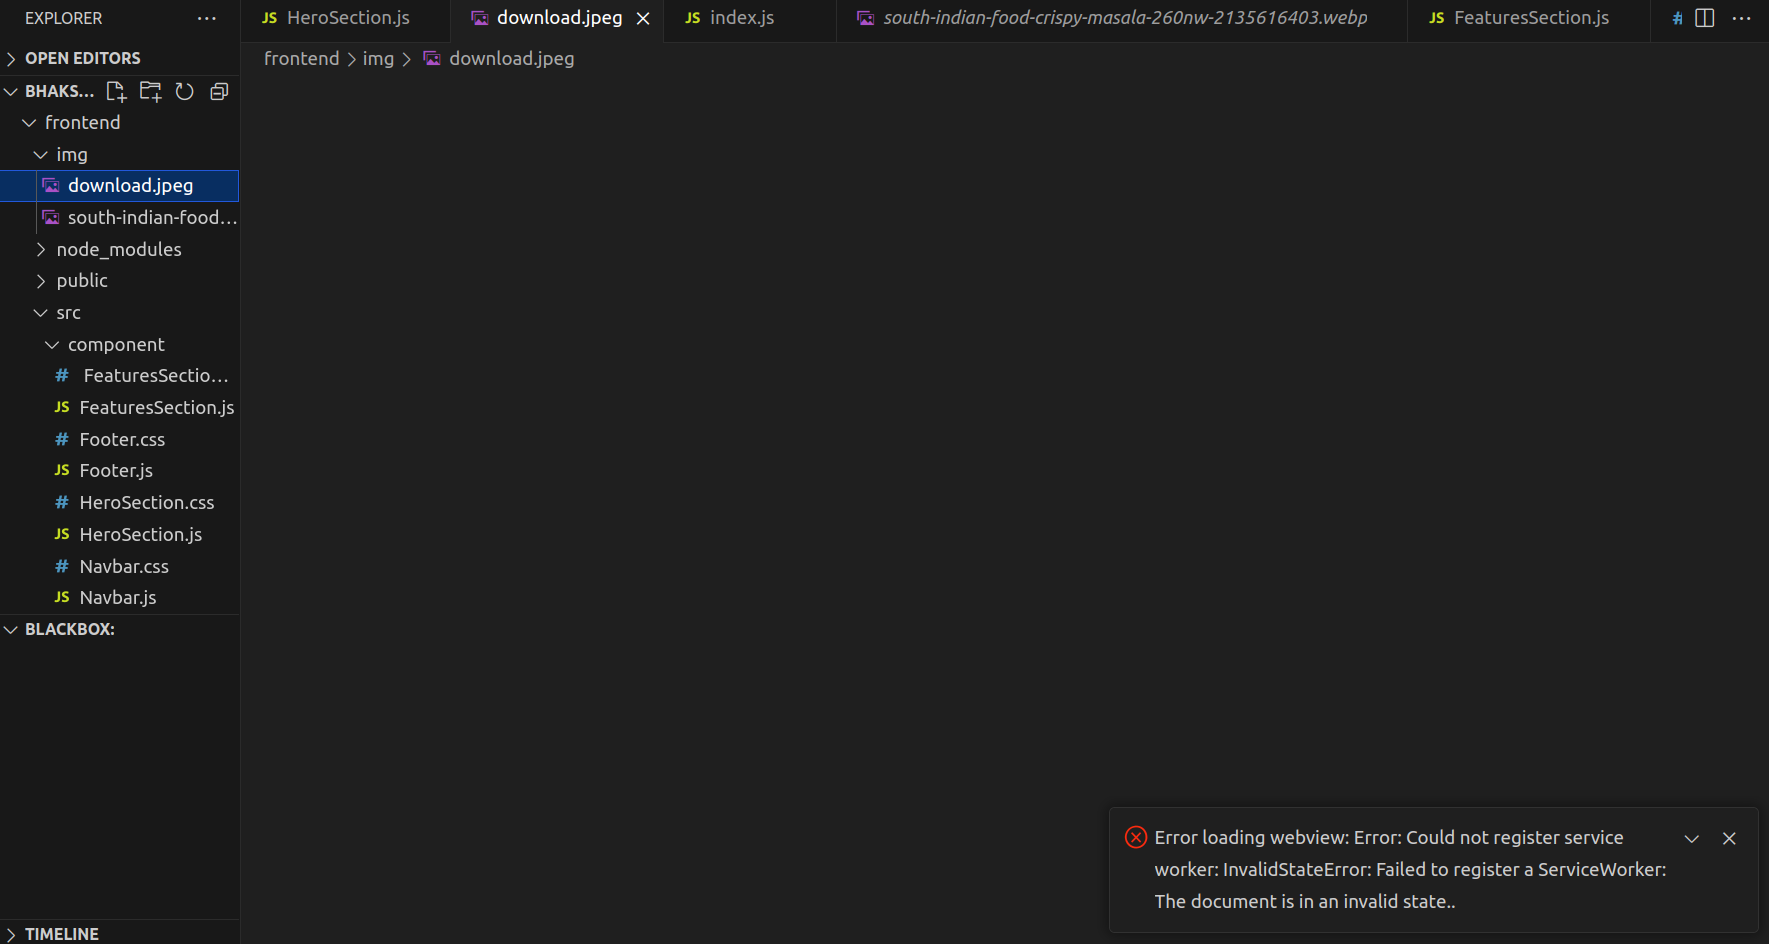 EXPLORER
OPEN EDITORS
BHAKS...
frontend
img
download.jpeg
south-indian-food...
node_modules
public
src
component
# FeaturesSectio...
JS FeaturesSection.js
# Footer.css
JS Footer.js
# HeroSection.css
JS HeroSection.js
# Navbar.css
JS Navbar.js
BLACKBOX:
TIMELINE
JS HeroSection.js
download.jpeg
JS index.js
south-indian-food-crispy-masala-260nw-2135616403.webp
JS FeaturesSection.js
#
frontend > img > download.jpeg
Error loading webview: Error: Could not register service
worker: InvalidStateError: Failed to register a ServiceWorker:
The document is in an invalid state..